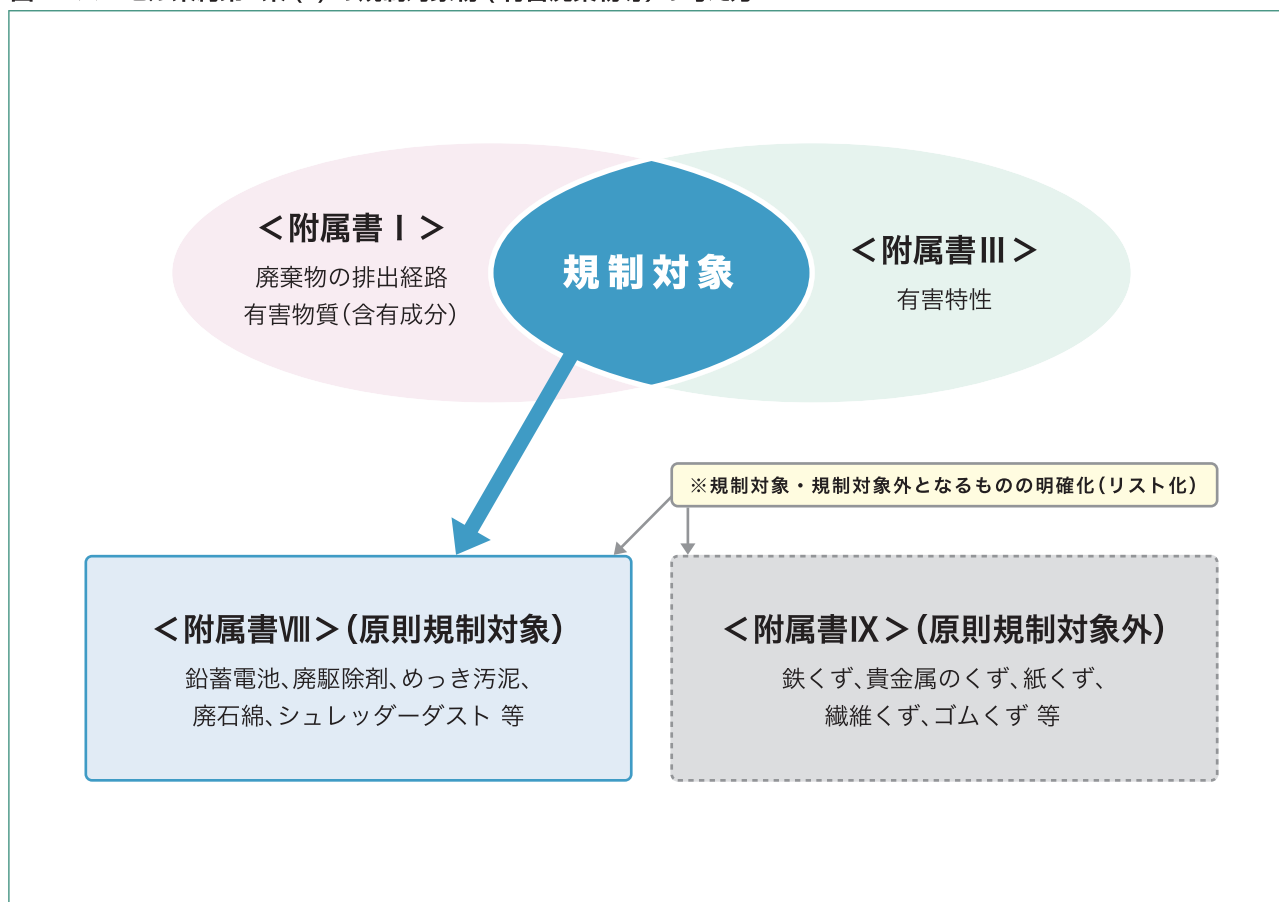 ＜附属書Ⅰ＞
廃棄物の排出経路
有害物質（含有成分）
規制対象
＜附属書Ⅲ＞
有害特性
※規制対象・規制対象外となるものの明確化（リスト化）
＜附属書Ⅷ＞（原則規制対象）
鉛蓄電池、廃駆除剤、めっき汚泥、
廃石綿、シュレッダーダスト 等
＜附属書Ⅸ＞（原則規制対象外）
鉄くず、貴金属のくず、紙くず、
繊維くず、ゴムくず 等